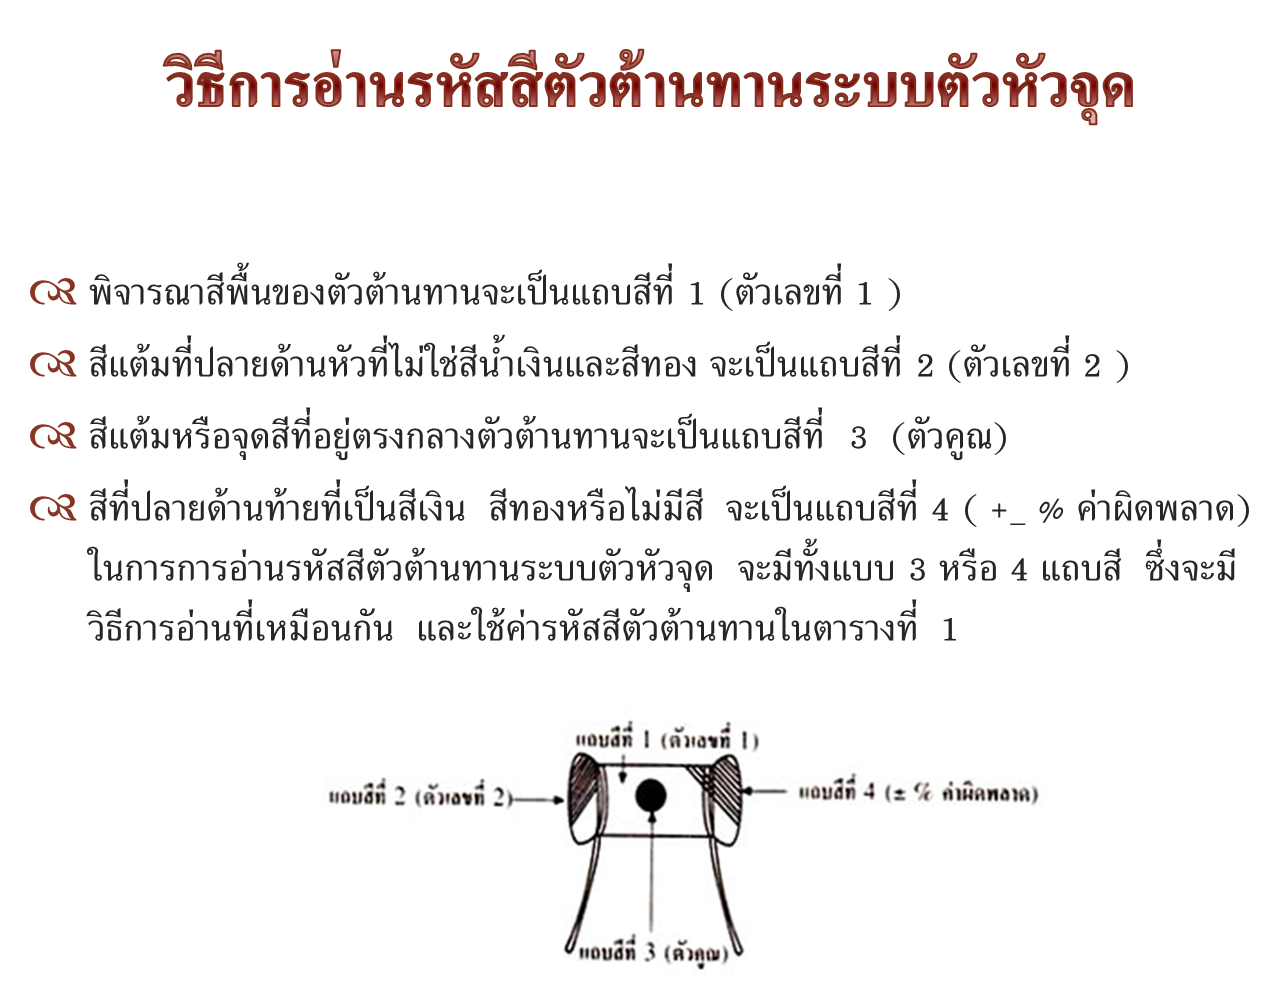 วิธีการอ่านรหัสสีตัวต้านทานระบบตัวหัวจุด
พิจารณาสีพื้นของตัวต้านทานจะเป็นแถบสีที่ 1 (ตัวเลขที่ 1 )
สีแต้มที่ปลายด้านหัวที่ไม่ใช่สีน้ำเงินและสีทอง จะเป็นแถบสีที่ 2 (ตัวเลขที่ 2 )
สีแต้มหรือจุดสีที่อยู่ตรงกลางตัวต้านทานจะเป็นแถบสีที่ 3 (ตัวคูณ)
สีที่ปลายด้านท้ายที่เป็นสีเงิน สีทองหรือไม่มีสี จะเป็นแถบสีที่ 4 ( +_ % ค่าผิดพลาด)
ในการการอ่านรหัสสีตัวต้านทานระบบตัวหัวจุด จะมีทั้งแบบ 3 หรือ 4 แถบสี ซึ่งจะมี
วิธีการอ่านที่เหมือนกัน และใช้ค่ารหัสสีตัวต้านทานในตารางที่ 1
แถบสีที่ 1 (ตัวเลขที่ 1)
แถบสีที่ 2 (ตัวเลขที่ 2)
แถบสีที่ 4 (± % ค่าผิดพลาด)
แถบสีที่ 3 (ตัวคูณ)